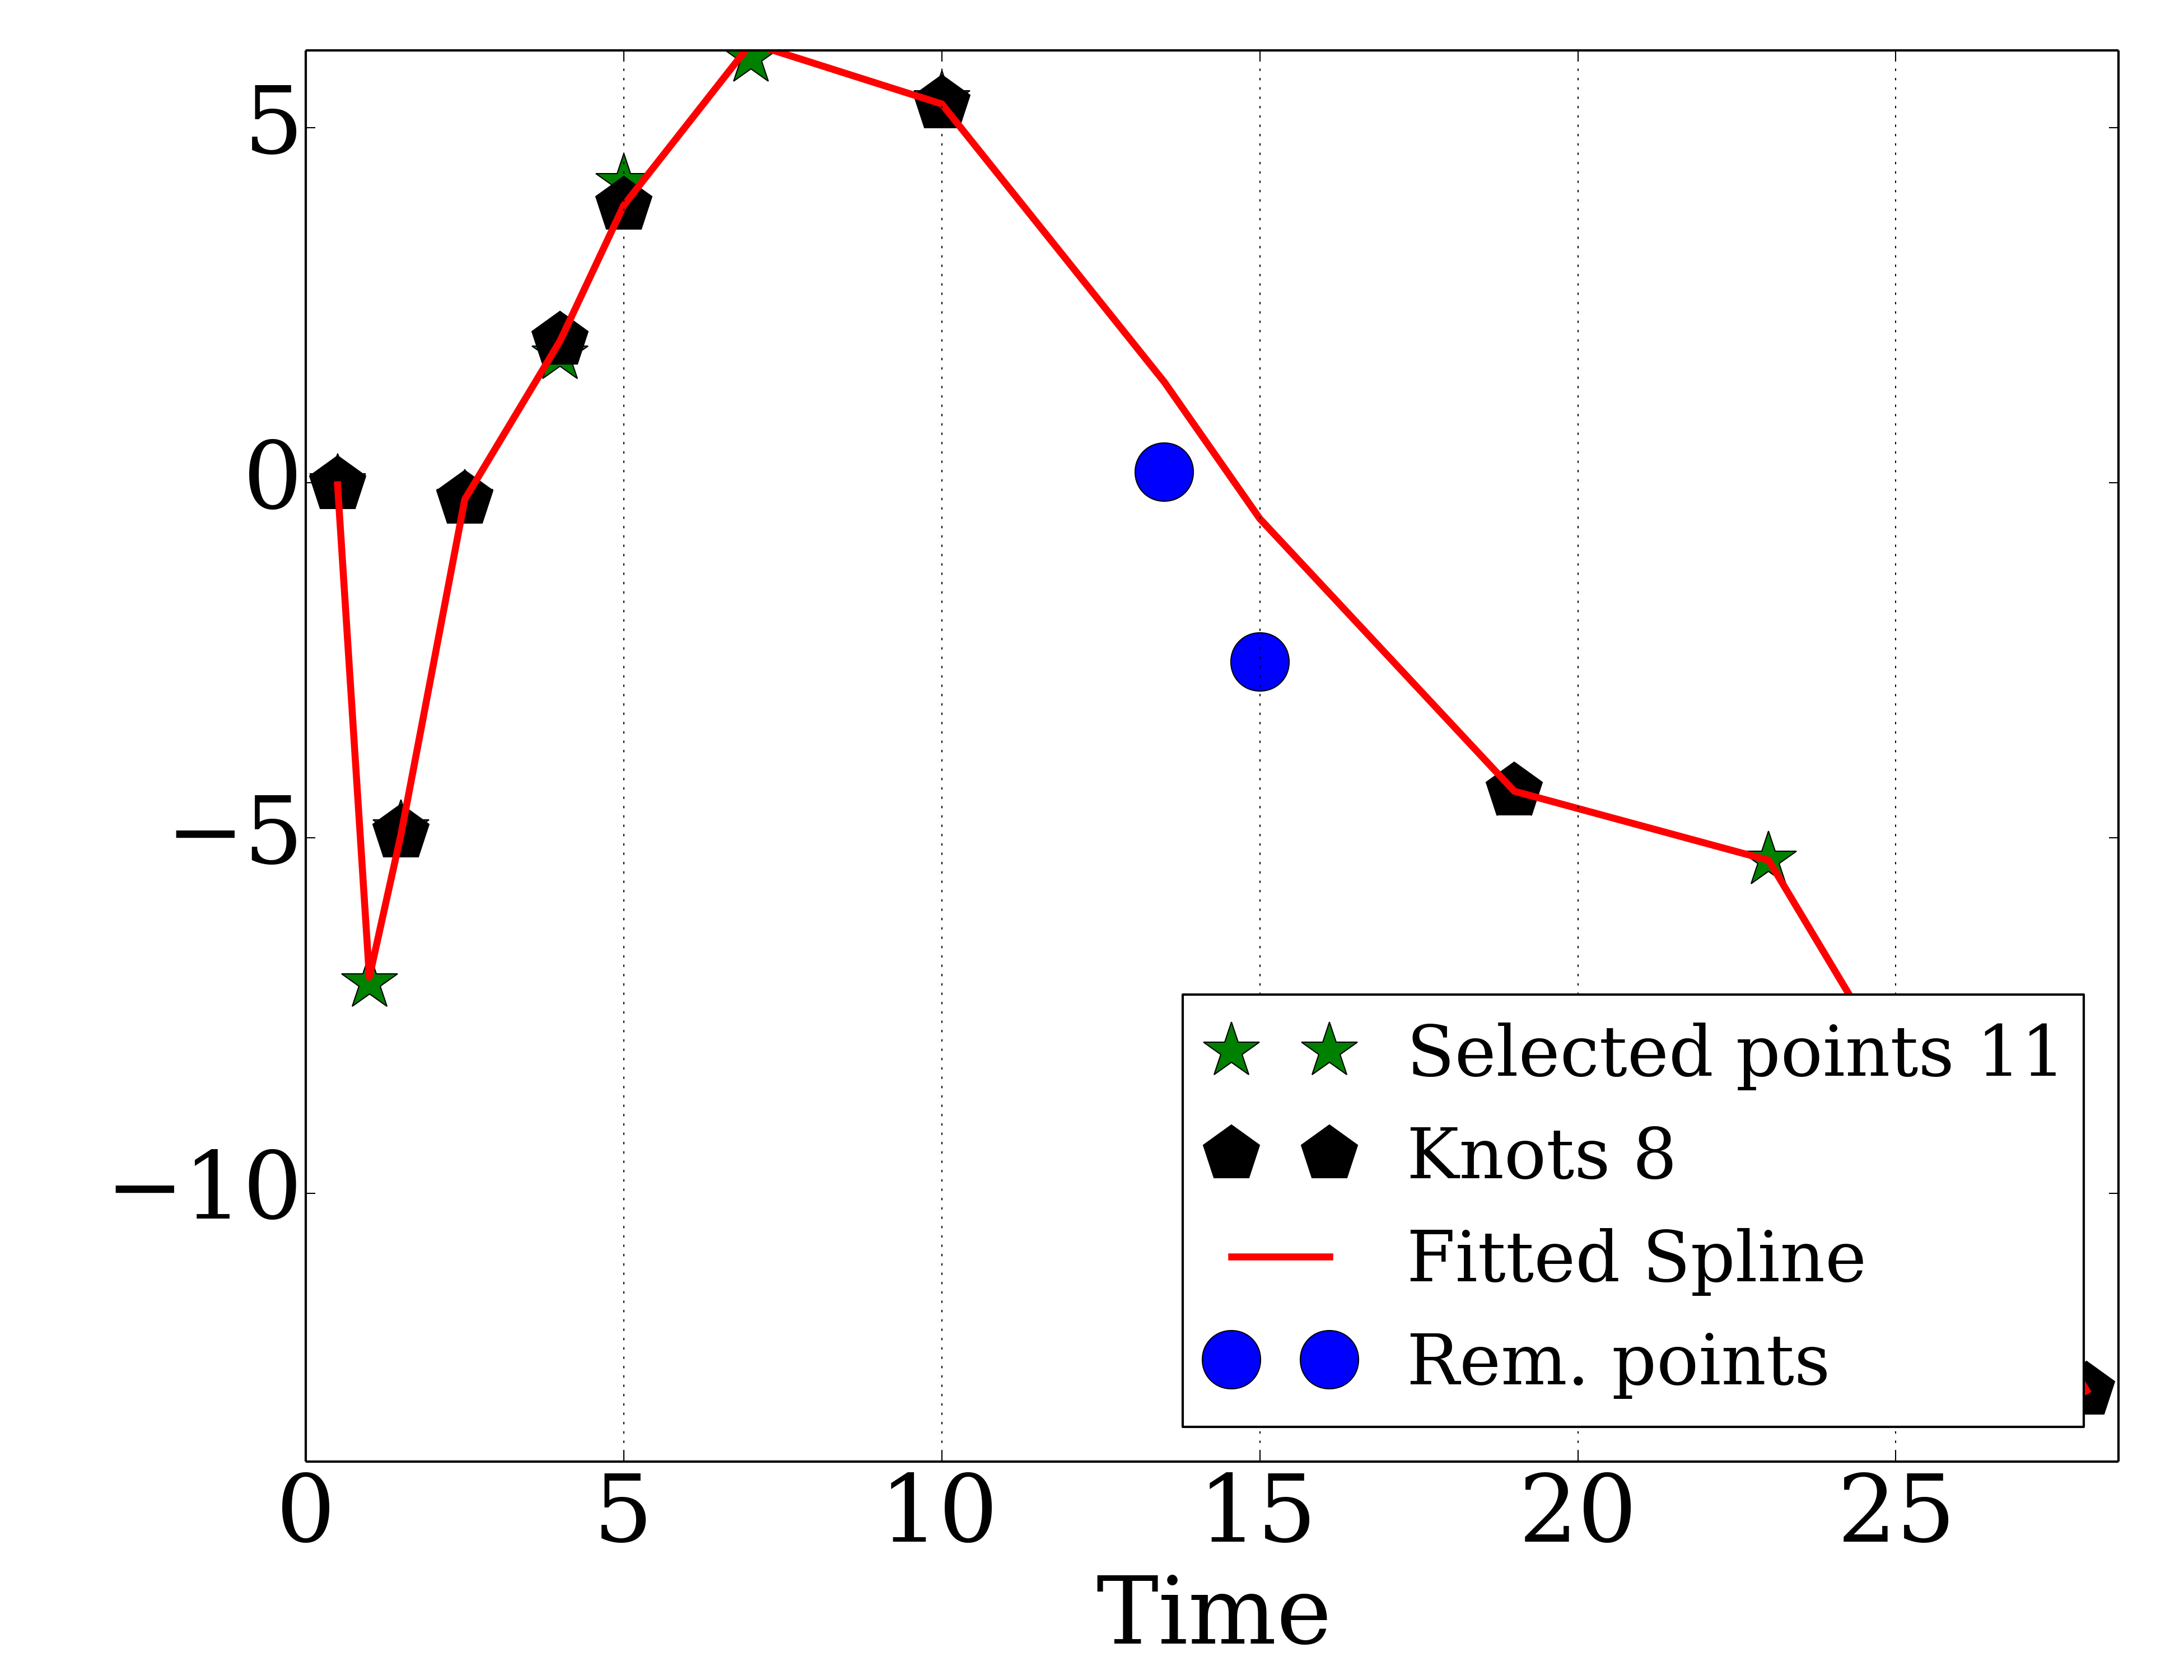 5
0
−5
−10
0 5 10 15 20 25
Time
Selected points 11
Knots 8
Fitted Spline
Rem. points